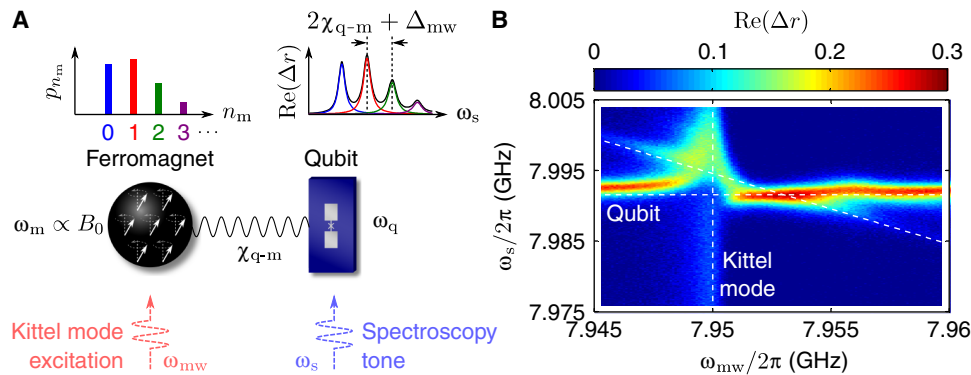 A
2χq-m + Δmw
pnm
nm
0 1 2 3 ···
Re(Δr)
ωs
Ferromagnet
Qubit
ωm ∝ B0
χq-m
ωq
Kittel mode
excitation
ωmw
ωs
Spectroscopy
tone
B
Re(Δr)
0 0.1 0.2 0.3
8.005
7.995
7.985
7.975
ωs/2π (GHz)
Qubit
Kittel
mode
7.945 7.95 7.955 7.96
ωmw/2π (GHz)